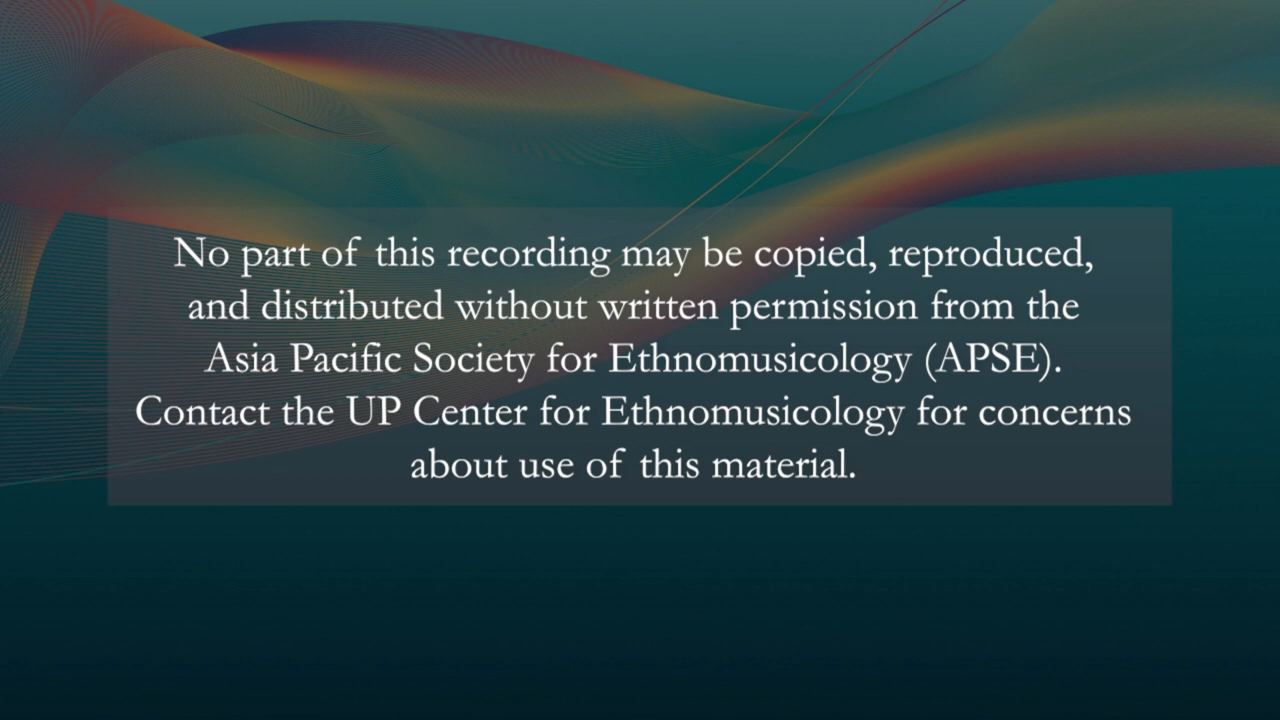 No part of this recording may be copied, reproduced,
and distributed without written permission from the
Asia Pacific Society for Ethnomusicology (APSE).
Contact the UP Center for Ethnomusicology for concerns
about use of this material.